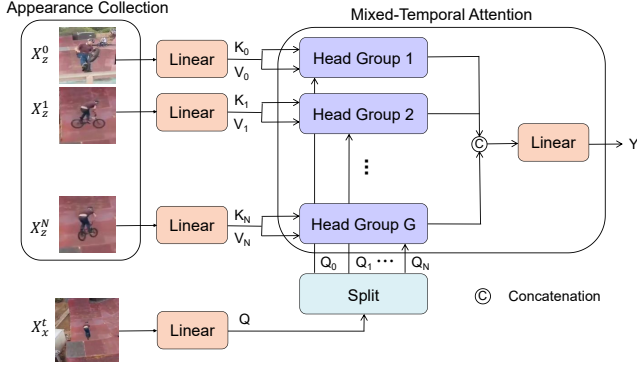 Appearance Collection
Mixed-Temporal Attention
X_z^0
Linear
K_0
V_0
Head Group 1
X_z^1
Linear
K_1
V_1
Head Group 2
⋮
C
Linear
Y
X_z^N
Linear
K_N
V_N
Head Group G
Q_0
Q_1
⋯
Q_N
Split
C Concatenation
X_x^t
Linear
Q